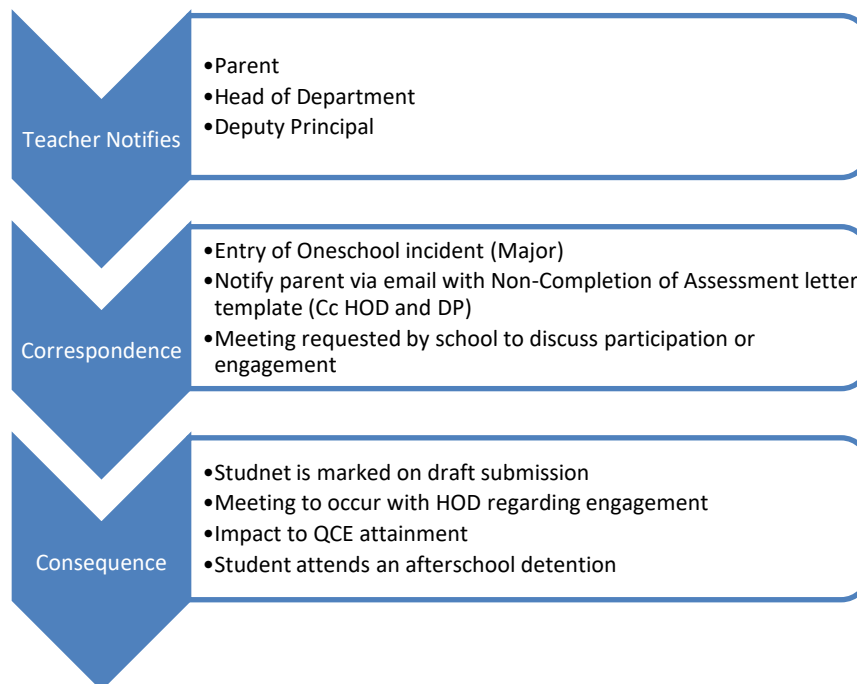 Teacher Notifies
•Parent
•Head of Department
•Deputy Principal
Correspondence
•Entry of Oneschool incident (Major)
•Notify parent via email with Non-Completion of Assessment letter
template (Cc HOD and DP)
•Meeting requested by school to discuss participation or
engagement
Consequence
•Studnet is marked on draft submission
•Meeting to occur with HOD regarding engagement
•Impact to QCE attainment
•Student attends an afterschool detention